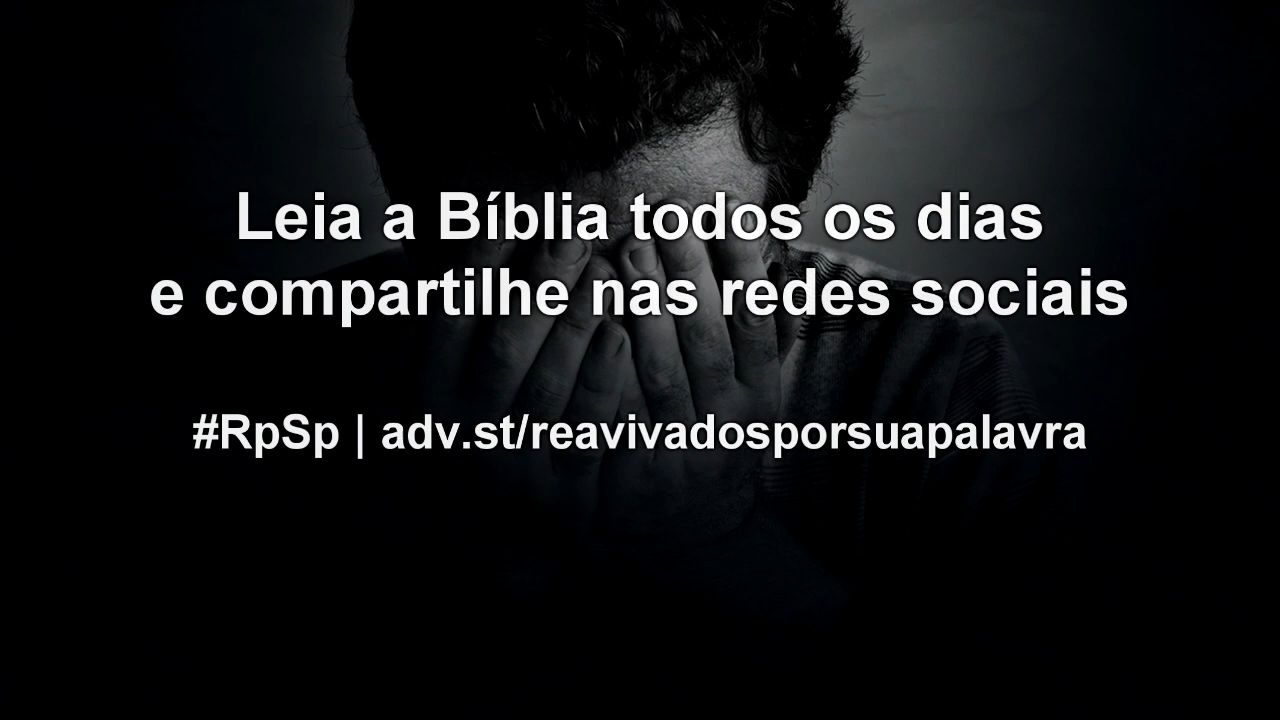 Leia a Bíblia todos os dias
e compartilhe nas redes sociais
#RpSp | adv.st/reavivadosporsuapalavra